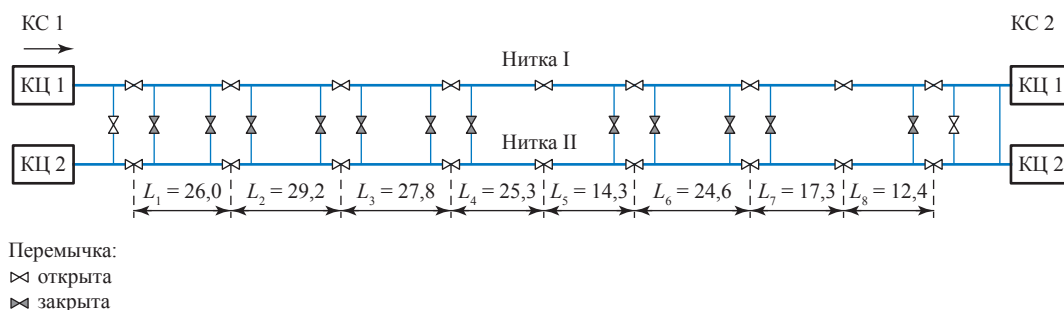 КС 1
КС 2
Нитка I
КЦ 1
КЦ 1
Нитка II
КЦ 2
КЦ 2
L₁ = 26,0
L₂ = 29,2
L₃ = 27,8
L₄ = 25,3
L₅ = 14,3
L₆ = 24,6
L₇ = 17,3
L₈ = 12,4
Перемычка:
открыта
закрыта